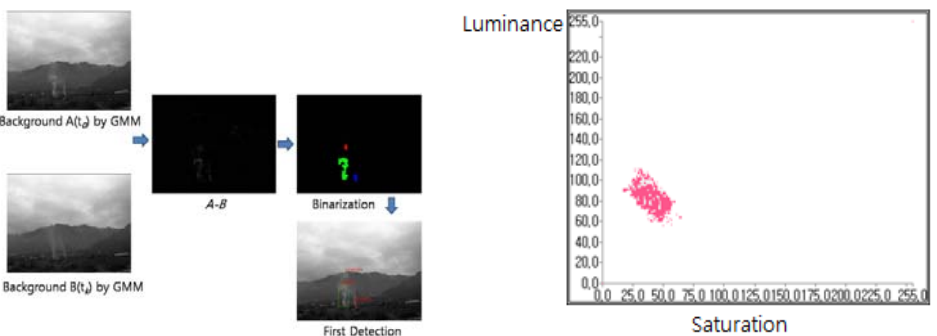 Background A(t₀) by GMM
A-B
Binarization
Background B(t ) by GMM
First Detection
Luminance
255,0
220,0
200,0
180,0
160,0
140,0
120,0
100,0
80,0
60,0
40,0
20,0
0,0
0,0 25,0 50,0 75,0 100,0 125,0 150,0 175,0 200,0 225,0 255,0
Saturation